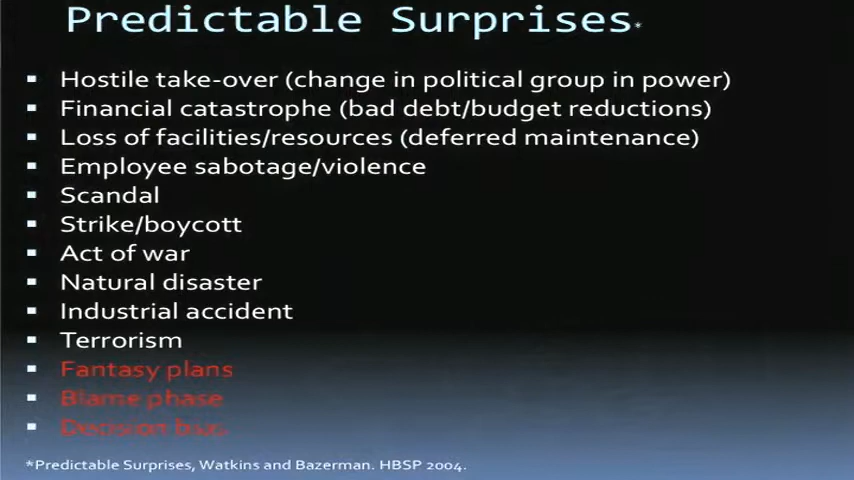 Predictable Surprises*
▪ Hostile take-over (change in political group in power)
▪ Financial catastrophe (bad debt/budget reductions)
▪ Loss of facilities/resources (deferred maintenance)
▪ Employee sabotage/violence
▪ Scandal
▪ Strike/boycott
▪ Act of war
▪ Natural disaster
▪ Industrial accident
▪ Terrorism
▪ Fantasy plans
▪ Blame phase
▪ Decision
*Predictable Surprises, Watkins and Bazerman. HBSP 2004.